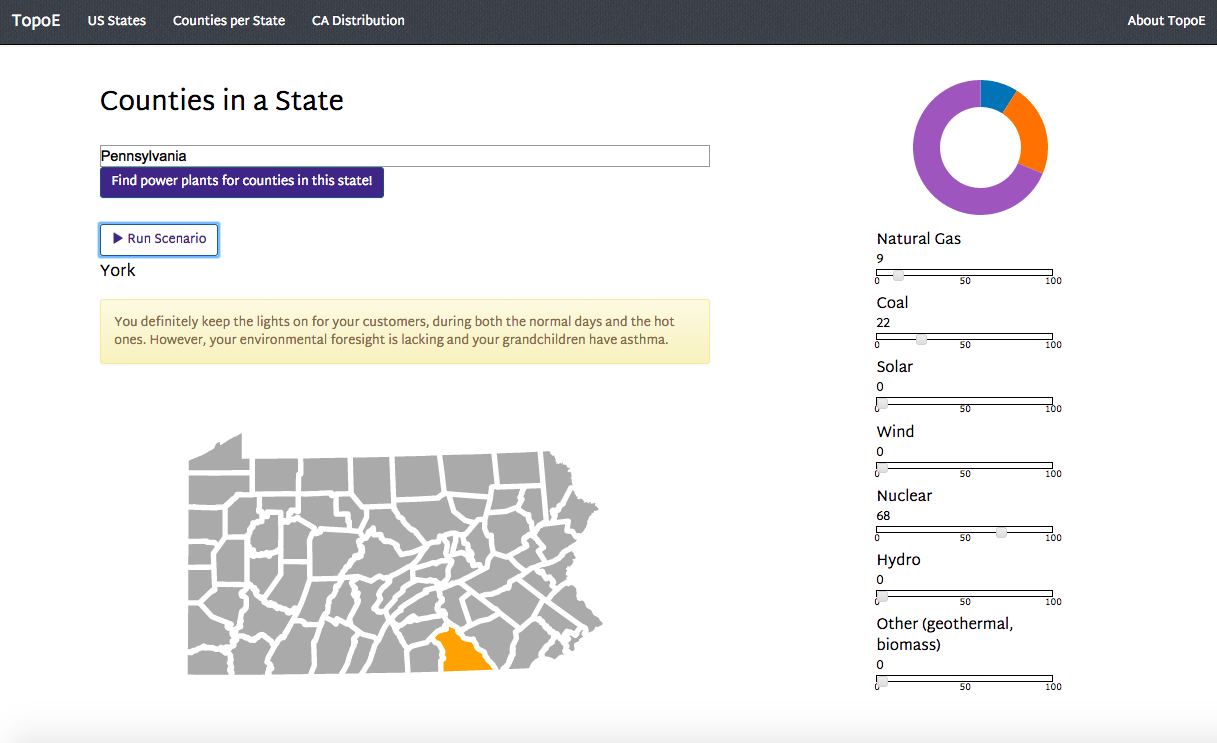 TopoE US States Counties per State CA Distribution About TopoE
Counties in a State
Pennsylvania
Find power plants for counties in this state!
Run Scenario
York
You definitely keep the lights on for your customers, during both the normal days and the hot
ones. However, your environmental foresight is lacking and your grandchildren have asthma.
Natural Gas
9
0 50 100
Coal
22
0 50 100
Solar
0
0 50 100
Wind
0
0 50 100
Nuclear
68
0 50 100
Hydro
0
0 50 100
Other (geothermal,
biomass)
0
0 50 100